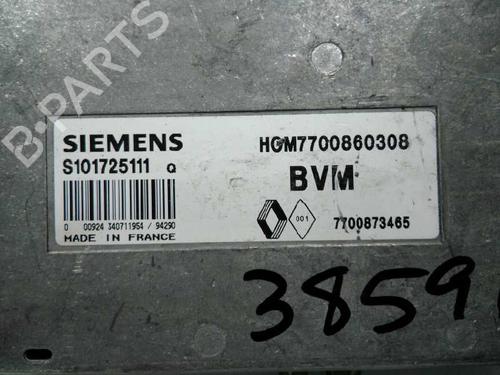 B-PARTS
SIEMENS
S101725111 Q
0 00924 340711954 / 94290
MADE IN FRANCE
HOM7700860308
BVM
001
7700873465
3859